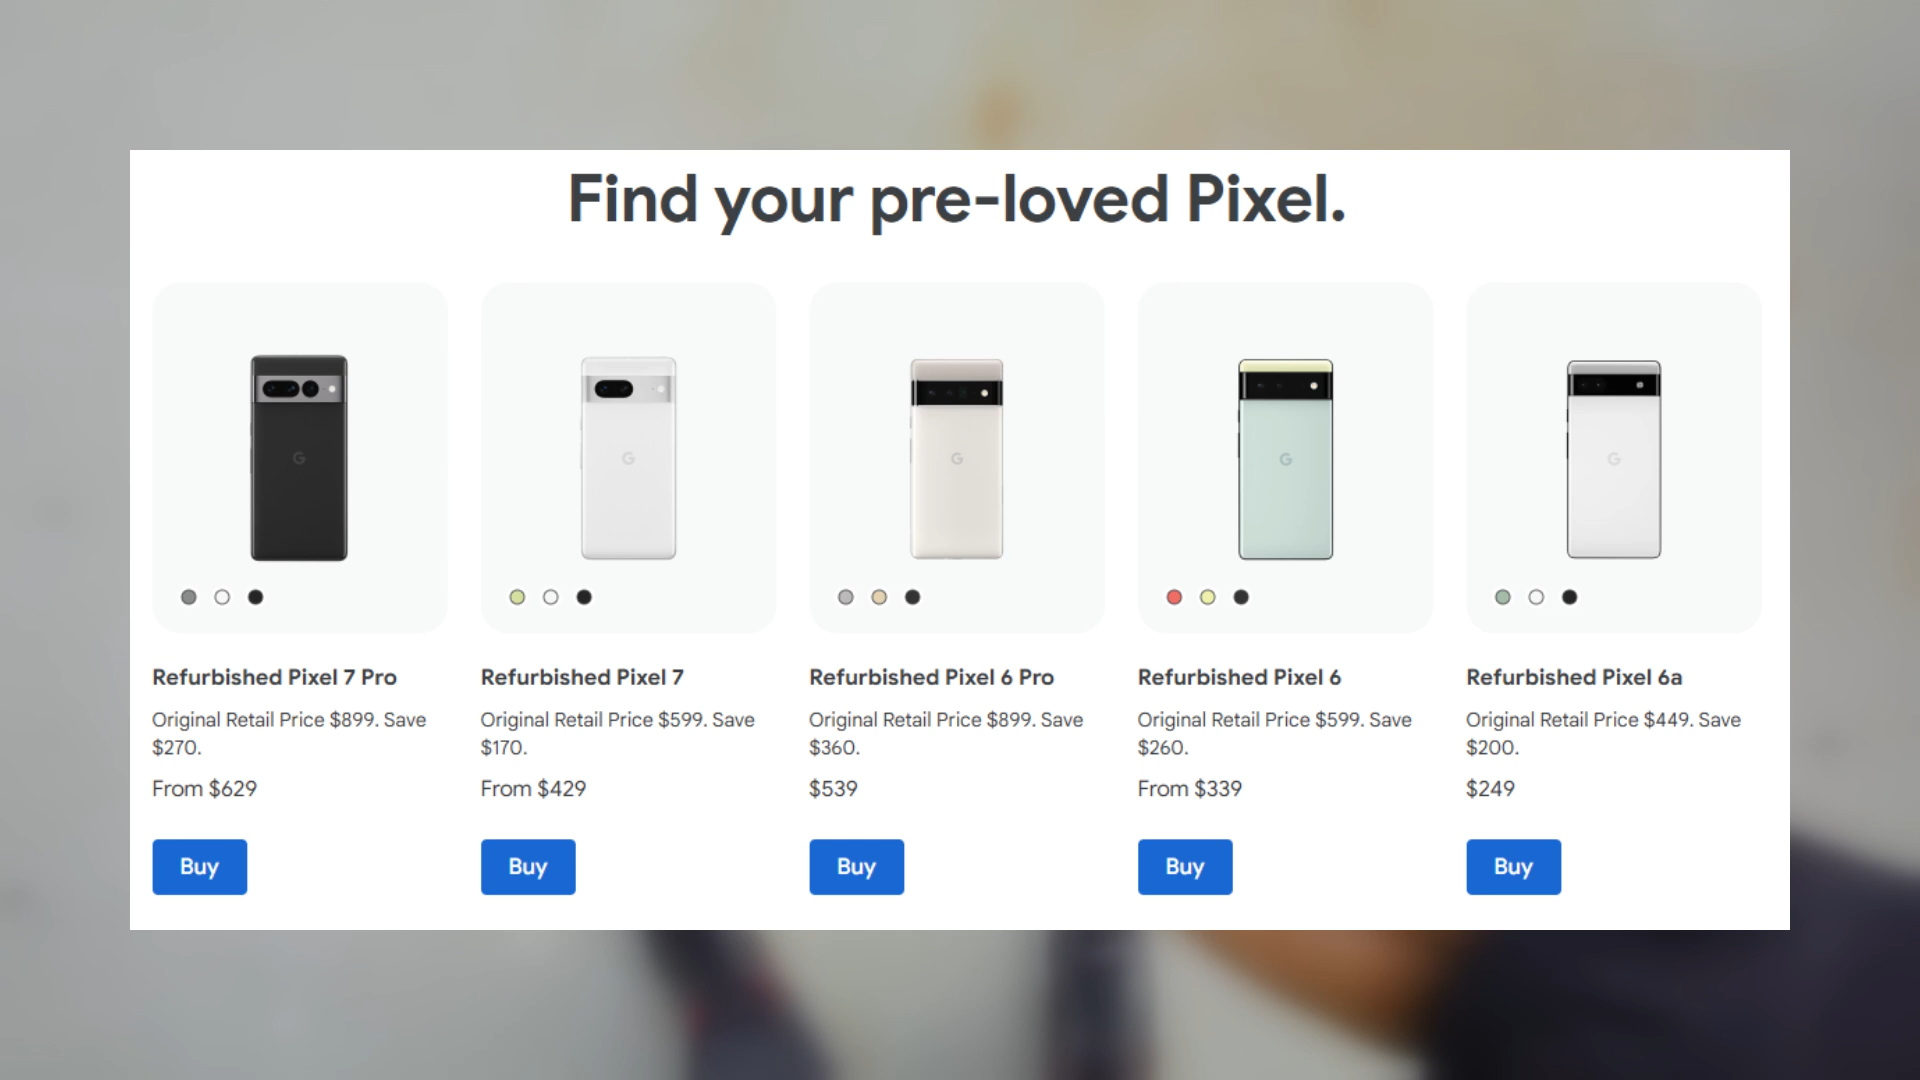 Find your pre-loved Pixel.
Refurbished Pixel 7 Pro
Original Retail Price $899. Save
$270.
From $629
Buy
Refurbished Pixel 7
Original Retail Price $599. Save
$170.
From $429
Buy
Refurbished Pixel 6 Pro
Original Retail Price $899. Save
$360.
$539
Buy
Refurbished Pixel 6
Original Retail Price $599. Save
$260.
From $339
Buy
Refurbished Pixel 6a
Original Retail Price $449. Save
$200.
$249
Buy